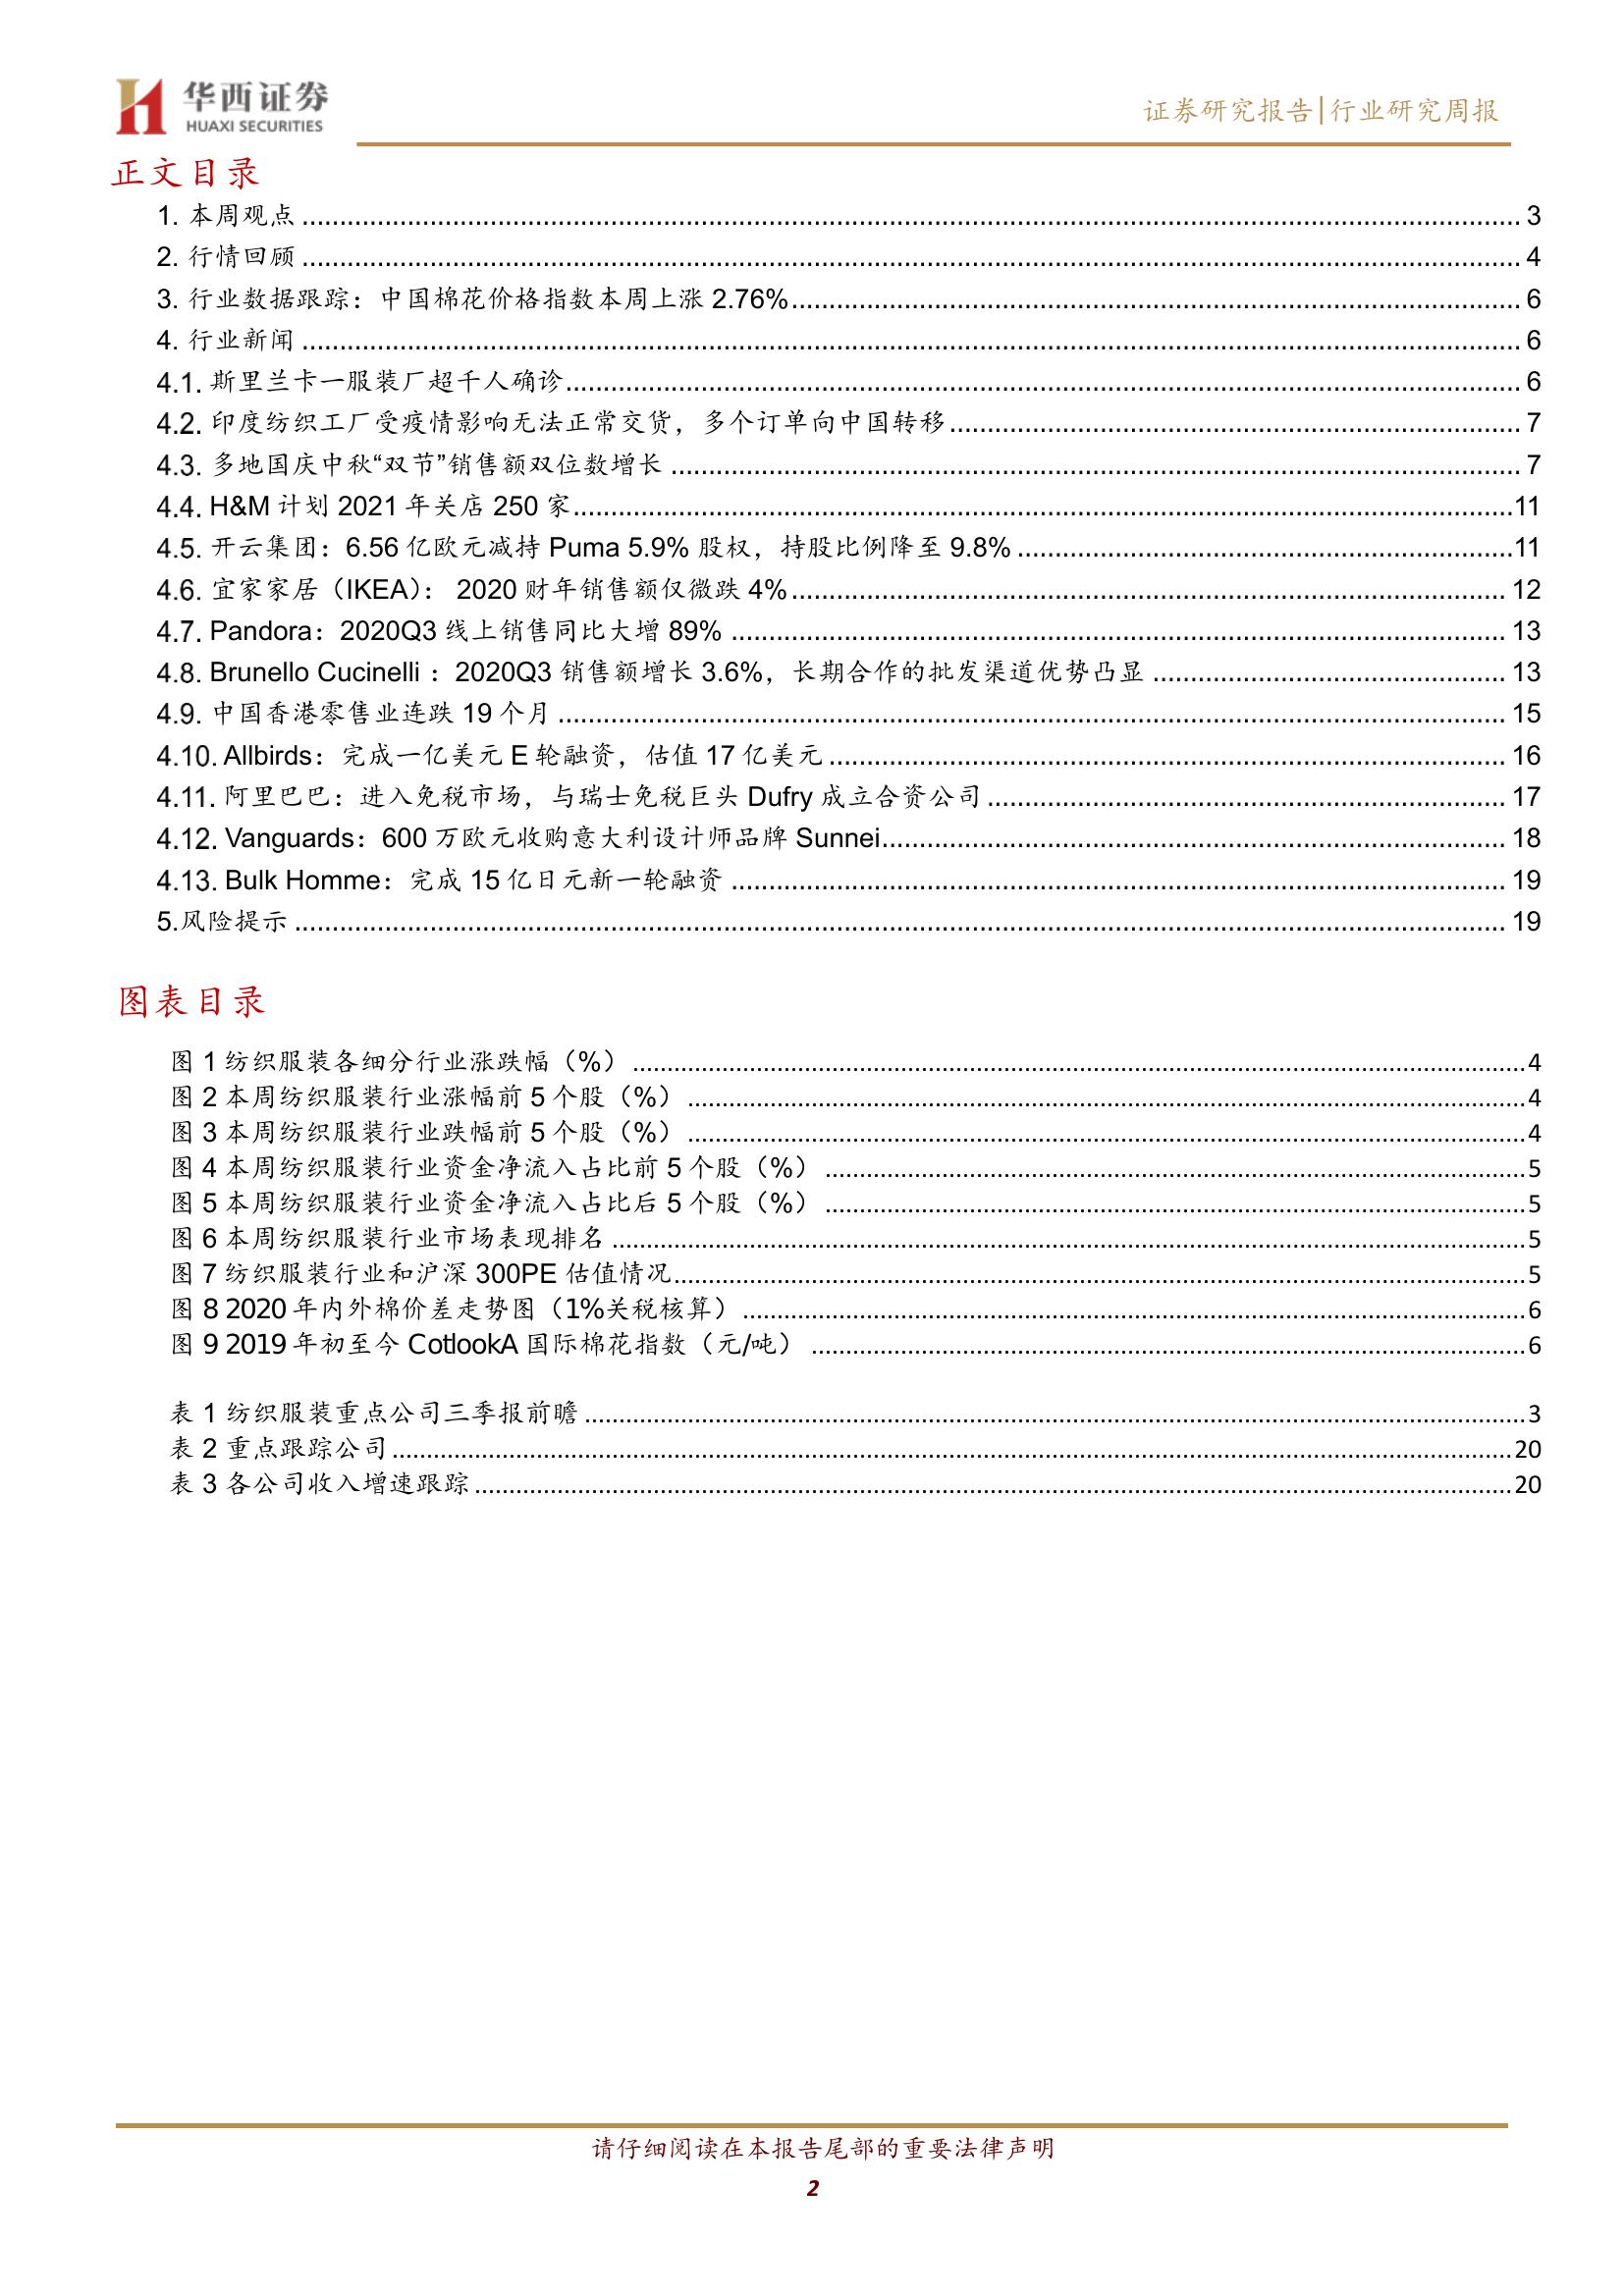 华西证券
HUAXI SECURITIES
证券研究报告|行业研究周报
正文目录
1. 本周观点 ........ 3
2. 行情回顾 ........ 4
3. 行业数据跟踪：中国棉花价格指数本周上涨 2.76% ........ 6
4. 行业新闻 ........ 6
4.1. 斯里兰卡一服装厂超千人确诊 ........ 6
4.2. 印度纺织工厂受疫情影响无法正常交货，多个订单向中国转移 ........ 7
4.3. 多地国庆中秋“双节”销售额双位数增长 ........ 7
4.4. H&M 计划 2021 年关店 250 家 ........ 11
4.5. 开云集团：6.56 亿欧元减持 Puma 5.9% 股权，持股比例降至 9.8% ........ 11
4.6. 宜家家居（IKEA）： 2020 财年销售额仅微跌 4% ........ 12
4.7. Pandora：2020Q3 线上销售同比大增 89% ........ 13
4.8. Brunello Cucinelli ：2020Q3 销售额增长 3.6%，长期合作的批发渠道优势凸显 ........ 13
4.9. 中国香港零售业连跌 19 个月 ........ 15
4.10. Allbirds：完成一亿美元 E 轮融资，估值 17 亿美元 ........ 16
4.11. 阿里巴巴：进入免税市场，与瑞士免税巨头 Dufry 成立合资公司 ........ 17
4.12. Vanguards：600 万欧元收购意大利设计师品牌 Sunnei ........ 18
4.13. Bulk Homme：完成 15 亿日元新一轮融资 ........ 19
5.风险提示 ........ 19
图表目录
图 1 纺织服装各细分行业涨跌幅（%） ........ 4
图 2 本周纺织服装行业涨幅前 5 个股（%） ........ 4
图 3 本周纺织服装行业跌幅前 5 个股（%） ........ 4
图 4 本周纺织服装行业资金净流入占比前 5 个股（%） ........ 5
图 5 本周纺织服装行业资金净流入占比后 5 个股（%） ........ 5
图 6 本周纺织服装行业市场表现排名 ........ 5
图 7 纺织服装行业和沪深 300PE 估值情况 ........ 5
图 8 2020 年内外棉价差走势图（1%关税核算） ........ 6
图 9 2019 年初至今 CotlookA 国际棉花指数（元/吨） ........ 6
表 1 纺织服装重点公司三季报前瞻 ........ 3
表 2 重点跟踪公司 ........ 20
表 3 各公司收入增速跟踪 ........ 20
请仔细阅读在本报告尾部的重要法律声明
2